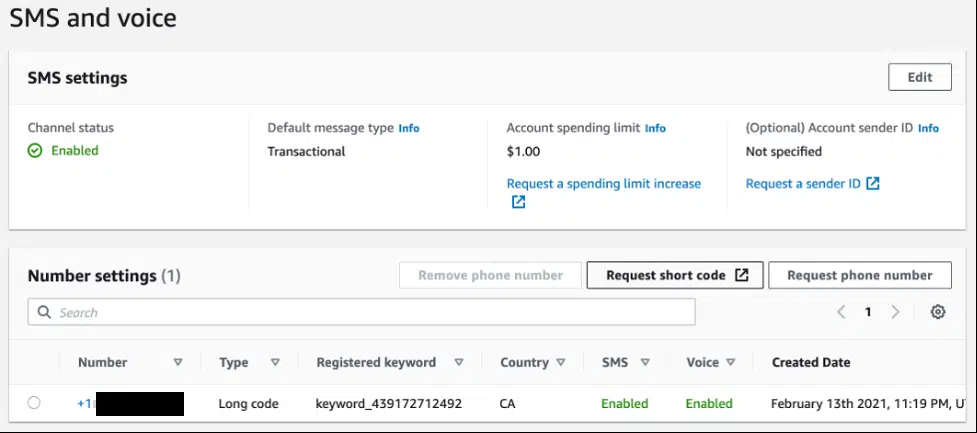 SMS and voice
SMS settings
Edit
Channel status
Enabled
Default message type Info
Transactional
Account spending limit Info
$1.00
Request a spending limit increase
(Optional) Account sender ID Info
Not specified
Request a sender ID
Number settings (1)
Remove phone number
Request short code
Request phone number
Search
1
Number Type Registered keyword Country SMS Voice Created Date
+1 Long code keyword_439172712492 CA Enabled Enabled February 13th 2021, 11:19 PM, U